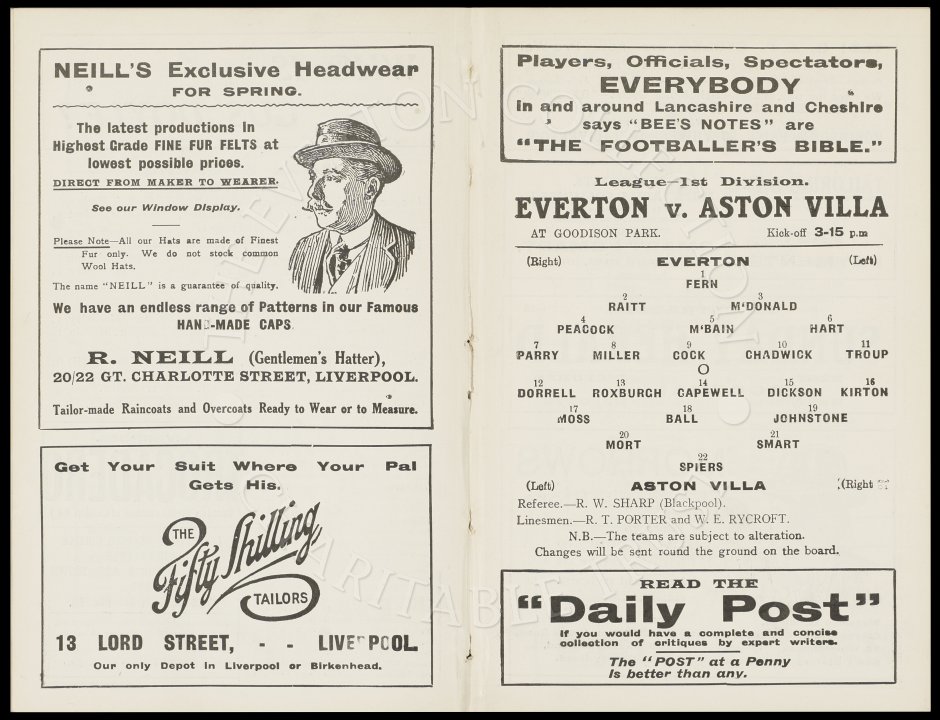 NEILL'S Exclusive Headwear
FOR SPRING.
The latest productions in
Highest Grade FINE FUR FELTS at
lowest possible prices.
DIRECT FROM MAKER TO WEARER.
See our Window Display.
Please Note—All our Hats are made of Finest
Fur only. We do not stock common
Wool Hats.
The name "NEILL" is a guarantee of quality.
We have an endless range of Patterns in our Famous
HAND-MADE CAPS
R. NEILL (Gentlemen's Hatter),
20/22 GT. CHARLOTTE STREET, LIVERPOOL.
Tailor-made Raincoats and Overcoats Ready to Wear or to Measure.
Get Your Suit Where Your Pal
Gets His.
THE
Fifty Shilling
TAILORS
13 LORD STREET, - - LIVERPOOL.
Our only Depot in Liverpool or Birkenhead.
Players, Officials, Spectators,
EVERYBODY
in and around Lancashire and Cheshire
says "BEE'S NOTES" are
"THE FOOTBALLER'S BIBLE."
League—1st Division.
EVERTON v. ASTON VILLA
AT GOODISON PARK. Kick-off 3-15 p.m
(Right) EVERTON (Left)
1
FERN
2 3
RAITT M'DONALD
4 5 6
PEACOCK M'BAIN HART
7 8 9 10 11
PARRY MILLER COCK CHADWICK TROUP
O
12 13 14 15 16
DORRELL ROXBURGH CAPEWELL DICKSON KIRTON
17 18 19
MOSS BALL JOHNSTONE
20 21
MORT SMART
22
SPIERS
(Left) ASTON VILLA (Right
Referee.—R. W. SHARP (Blackpool).
Linesmen.—R. T. PORTER and W. E. RYCROFT.
N.B.—The teams are subject to alteration.
Changes will be sent round the ground on the board.
READ THE
"Daily Post"
If you would have a complete and concise
collection of critiques by expert writers.
The "POST" at a Penny
is better than any.